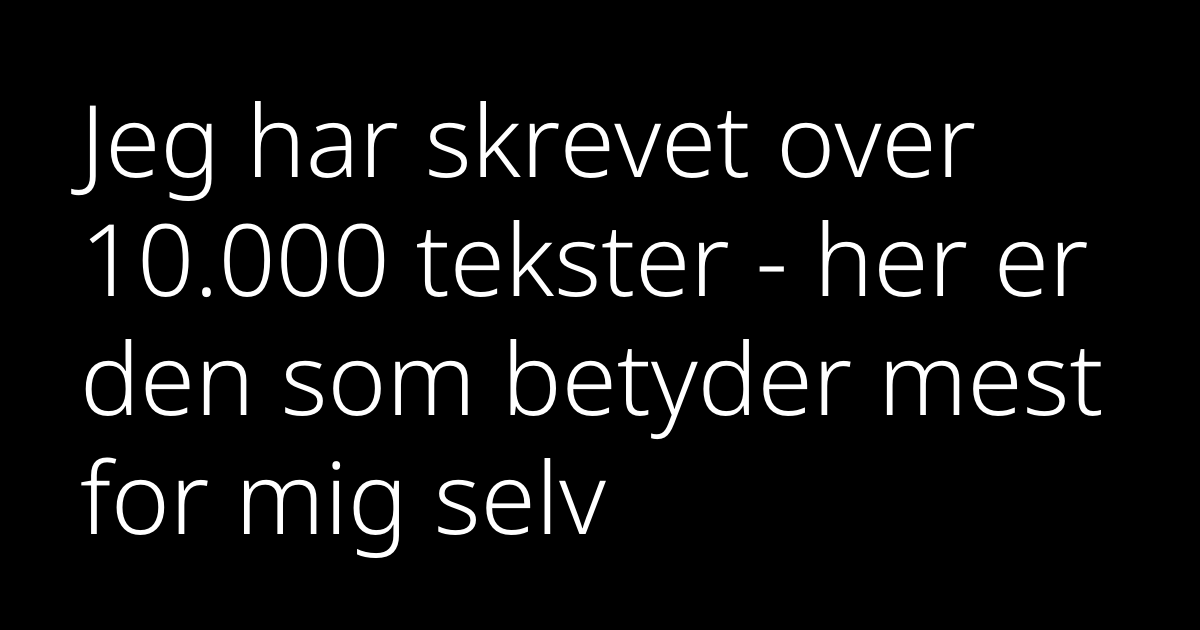 Jeg har skrevet over
10.000 tekster - her er
den som betyder mest
for mig selv